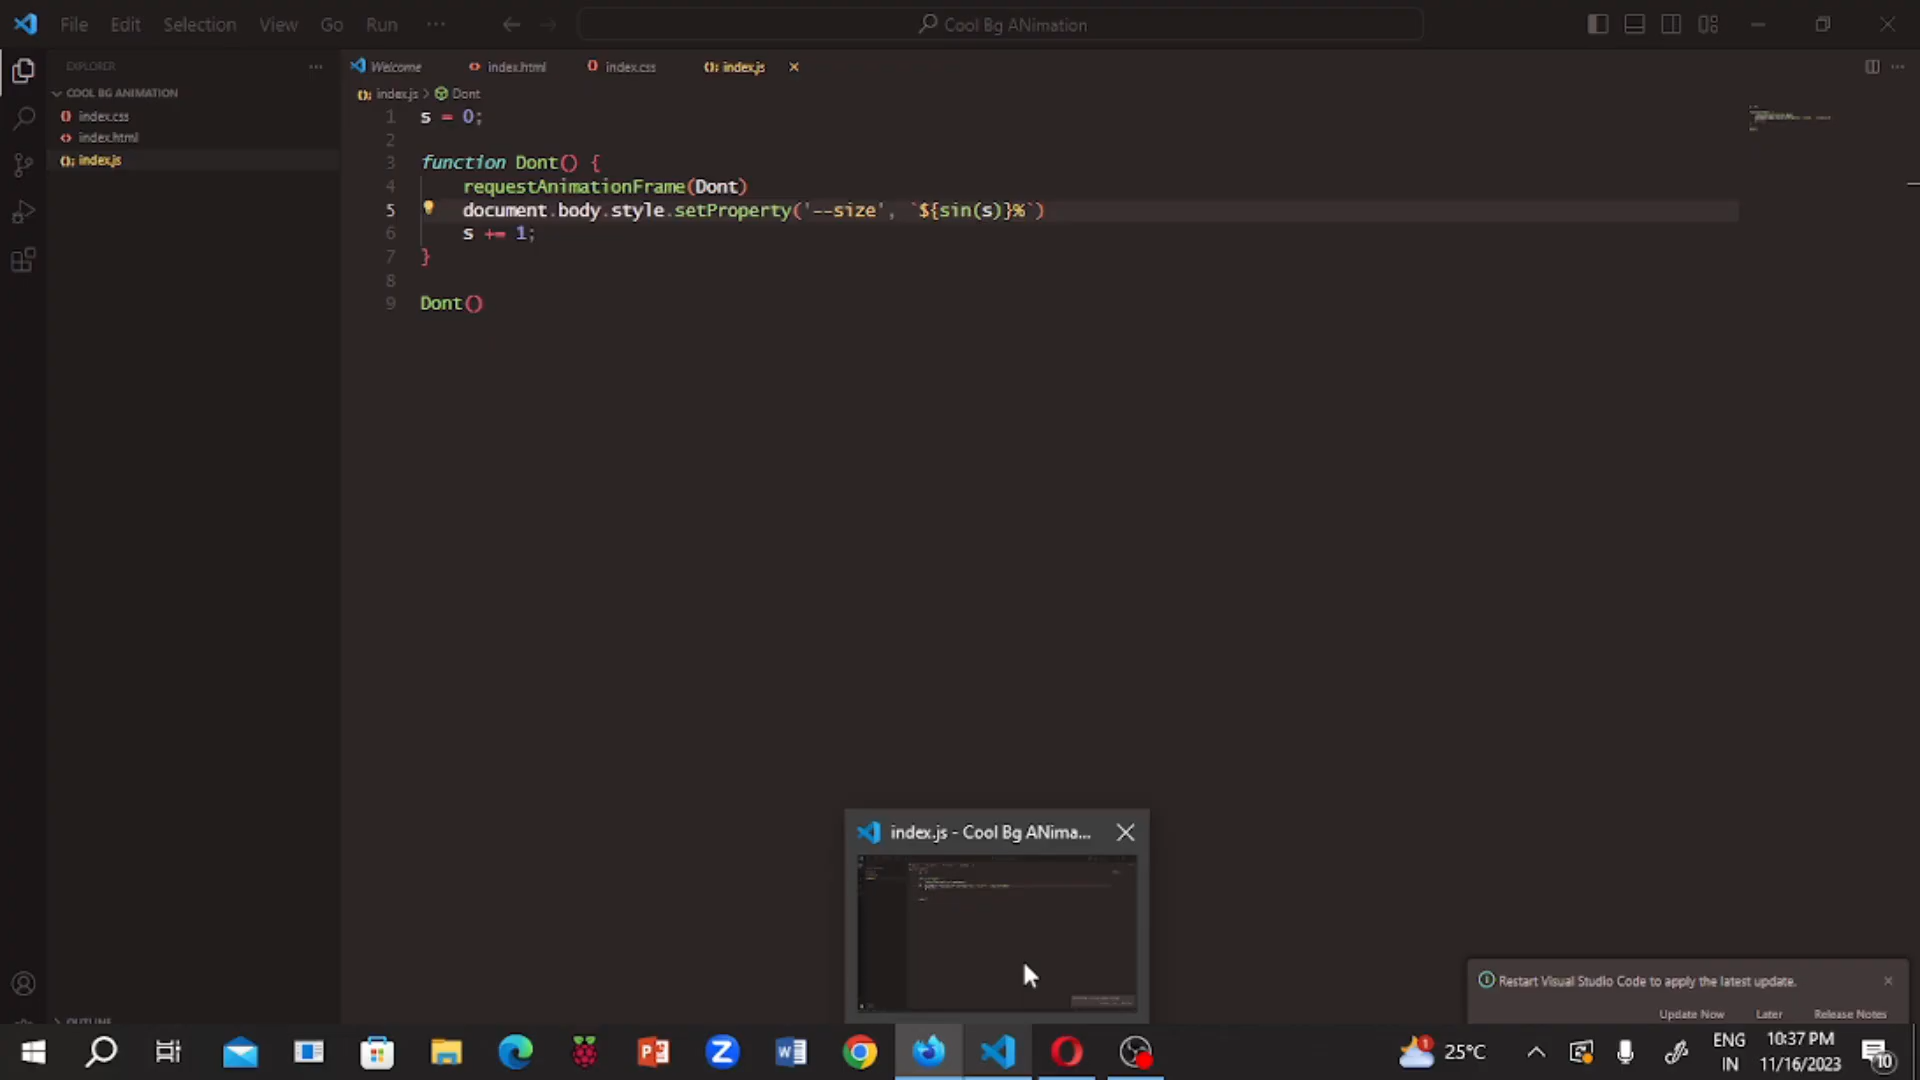 File Edit Selection View Go Run ···
Cool Bg ANimation
EXPLORER
COOL BG ANIMATION
index.css
index.html
index.js
Welcome
index.html
index.css
index.js
index.js > Dont
1 s = 0;
2
3 function Dont() {
4 requestAnimationFrame(Dont)
5 document.body.style.setProperty('--size', `${sin(s)}%`)
6 s += 1;
7 }
8
9 Dont()
index.js - Cool Bg ANima...
Restart Visual Studio Code to apply the latest update.
Update Now Later Release Notes
OUTLINE
25°C
ENG
IN
10:37 PM
11/16/2023
10